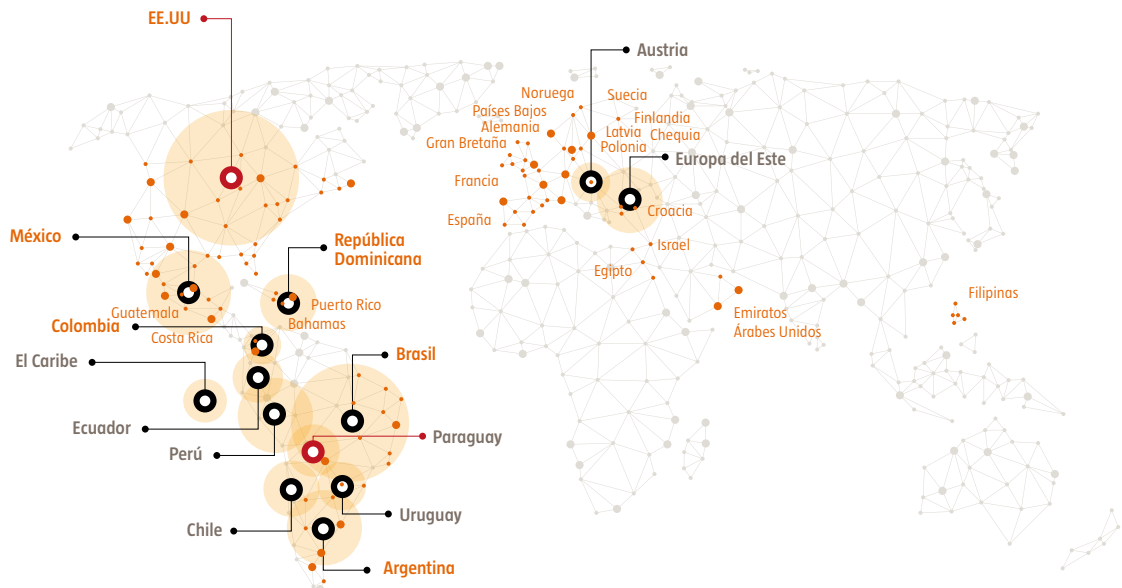 EE.UU
Austria
Noruega
Suecia
Países Bajos
Finlandia
Alemania
Latvia
Chequia
Gran Bretaña
Polonia
Europa del Este
Francia
Croacia
España
México
República
Dominicana
Israel
Egipto
Filipinas
Puerto Rico
Guatemala
Emiratos
Árabes Unidos
Colombia
Bahamas
Costa Rica
El Caribe
Brasil
Ecuador
Paraguay
Perú
Uruguay
Chile
Argentina